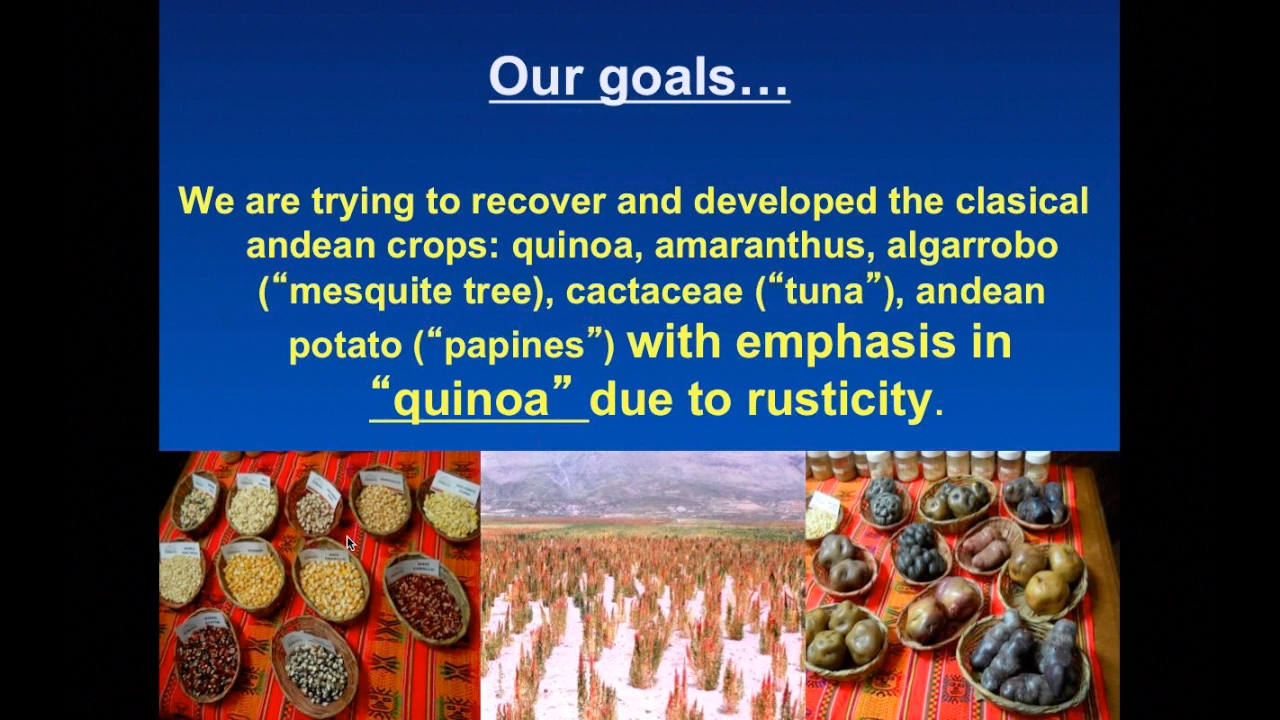 Our goals…
We are trying to recover and developed the clasical
andean crops: quinoa, amaranthus, algarrobo
(“mesquite tree), cactaceae (“tuna”), andean
potato (“papines”) with emphasis in
“quinoa” due to rusticity.